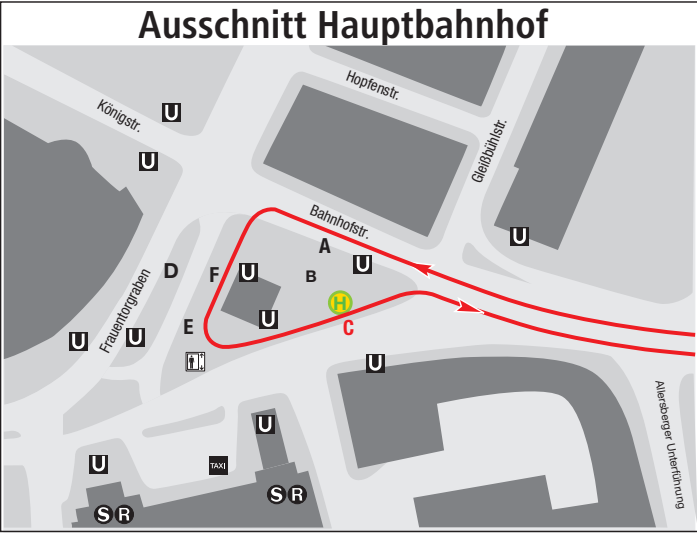 Ausschnitt Hauptbahnhof
Hopfenstr.
Königstr.
U
Gleißbühlstr.
U
Bahnhofstr.
U
A
D
F
U
B
U
H
Frauentorgraben
E
U
C
U
U
U
Allersberger Unterführung
U
U
TAXI
S R
S R